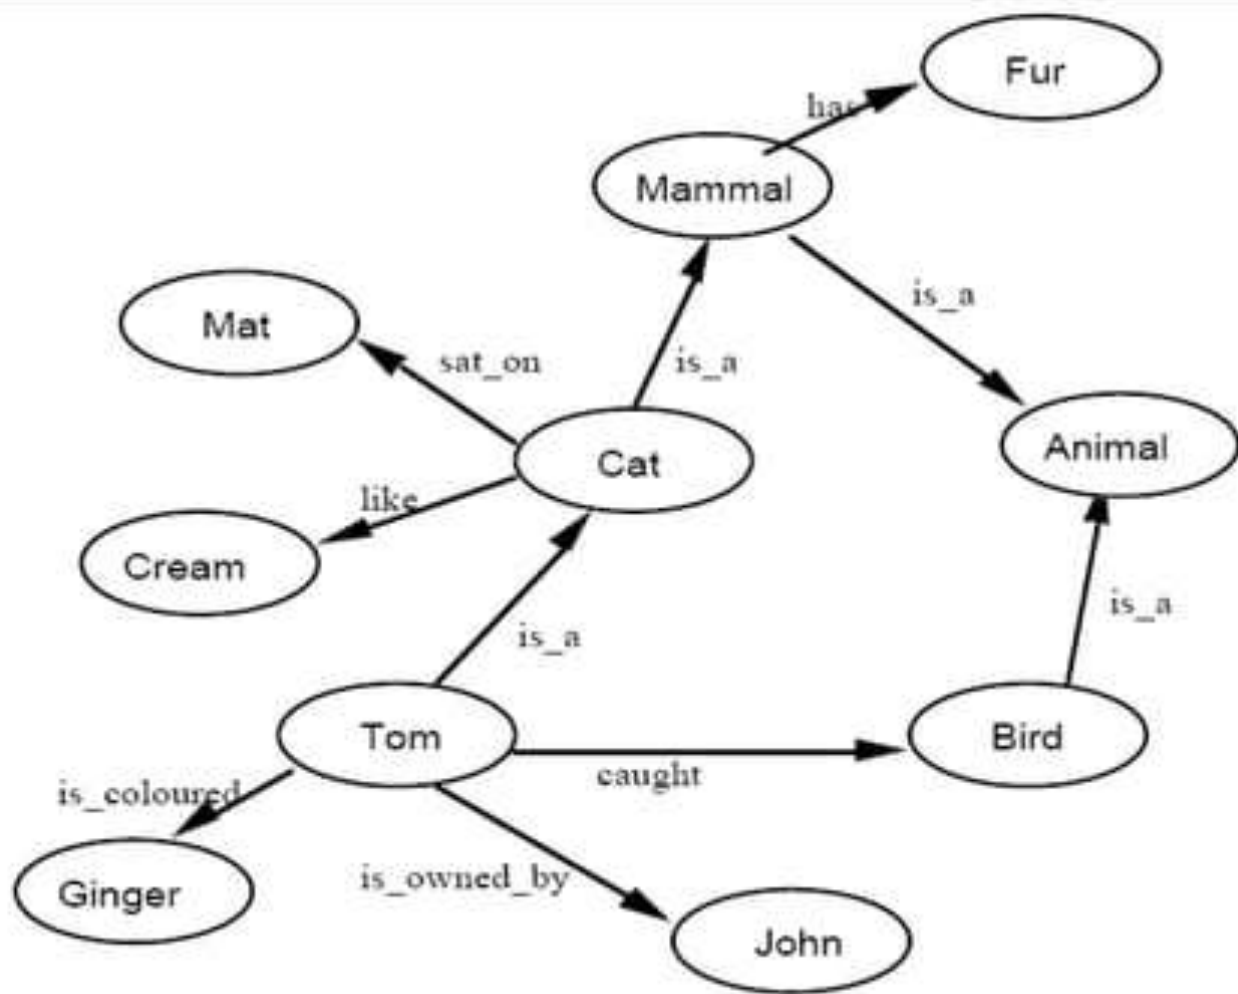 Fur
has
Mammal
is_a
Mat
sat_on
is_a
Animal
Cat
like
Cream
is_a
is_a
Tom
Bird
caught
is_coloured
is_owned_by
Ginger
John